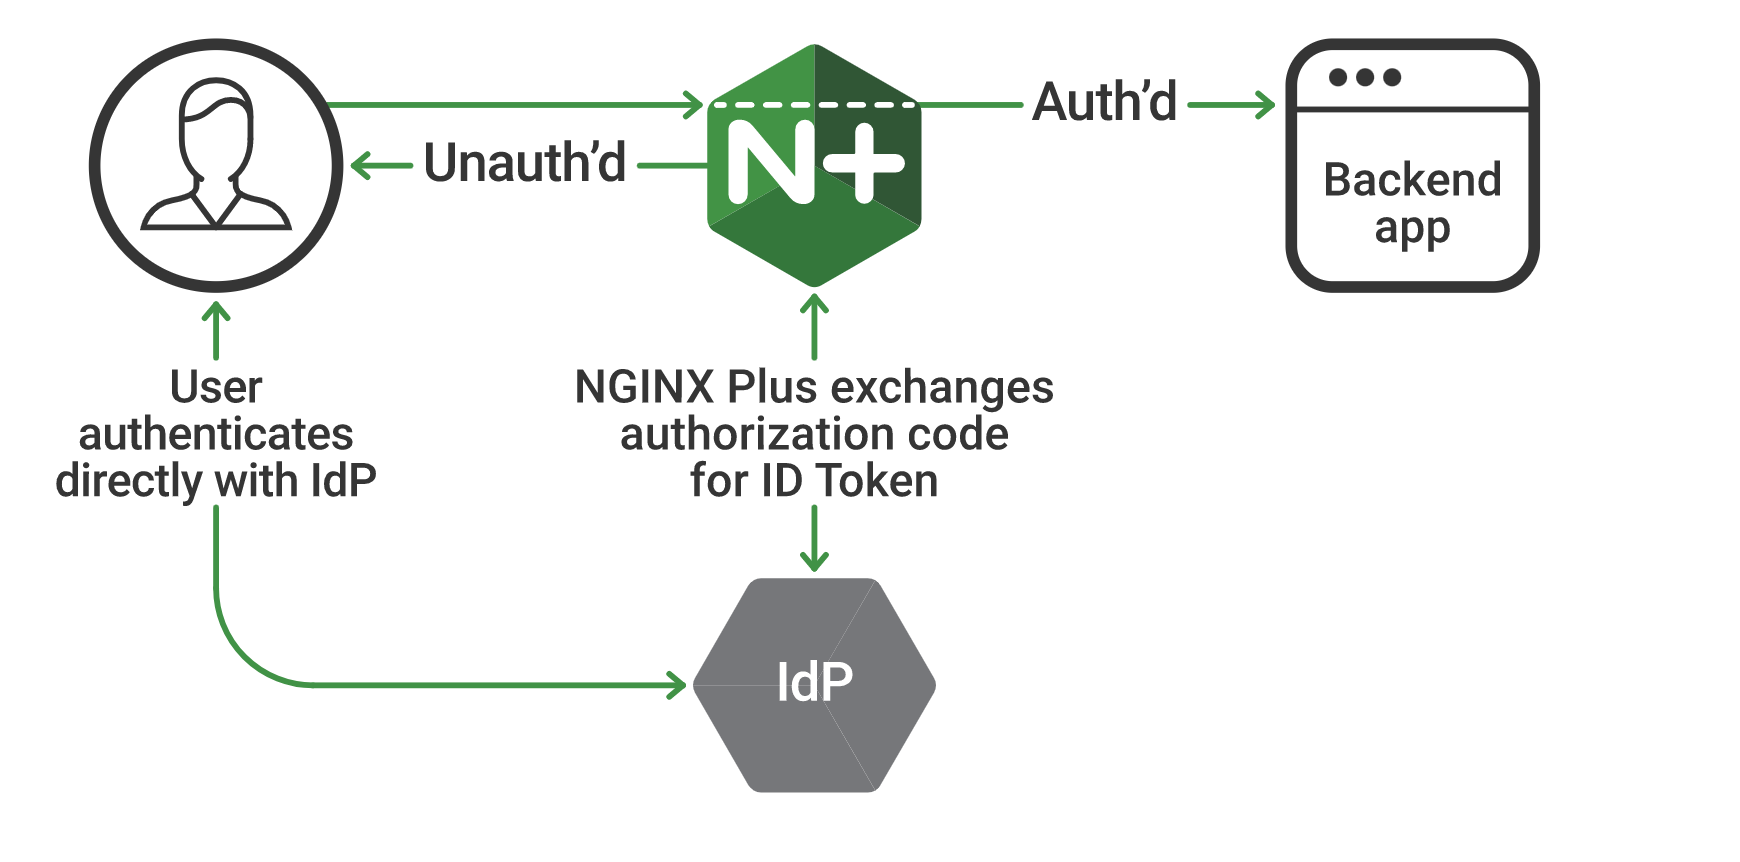 N+
Auth’d
Unauth’d
Backend
app
User
authenticates
directly with IdP
NGINX Plus exchanges
authorization code
for ID Token
IdP